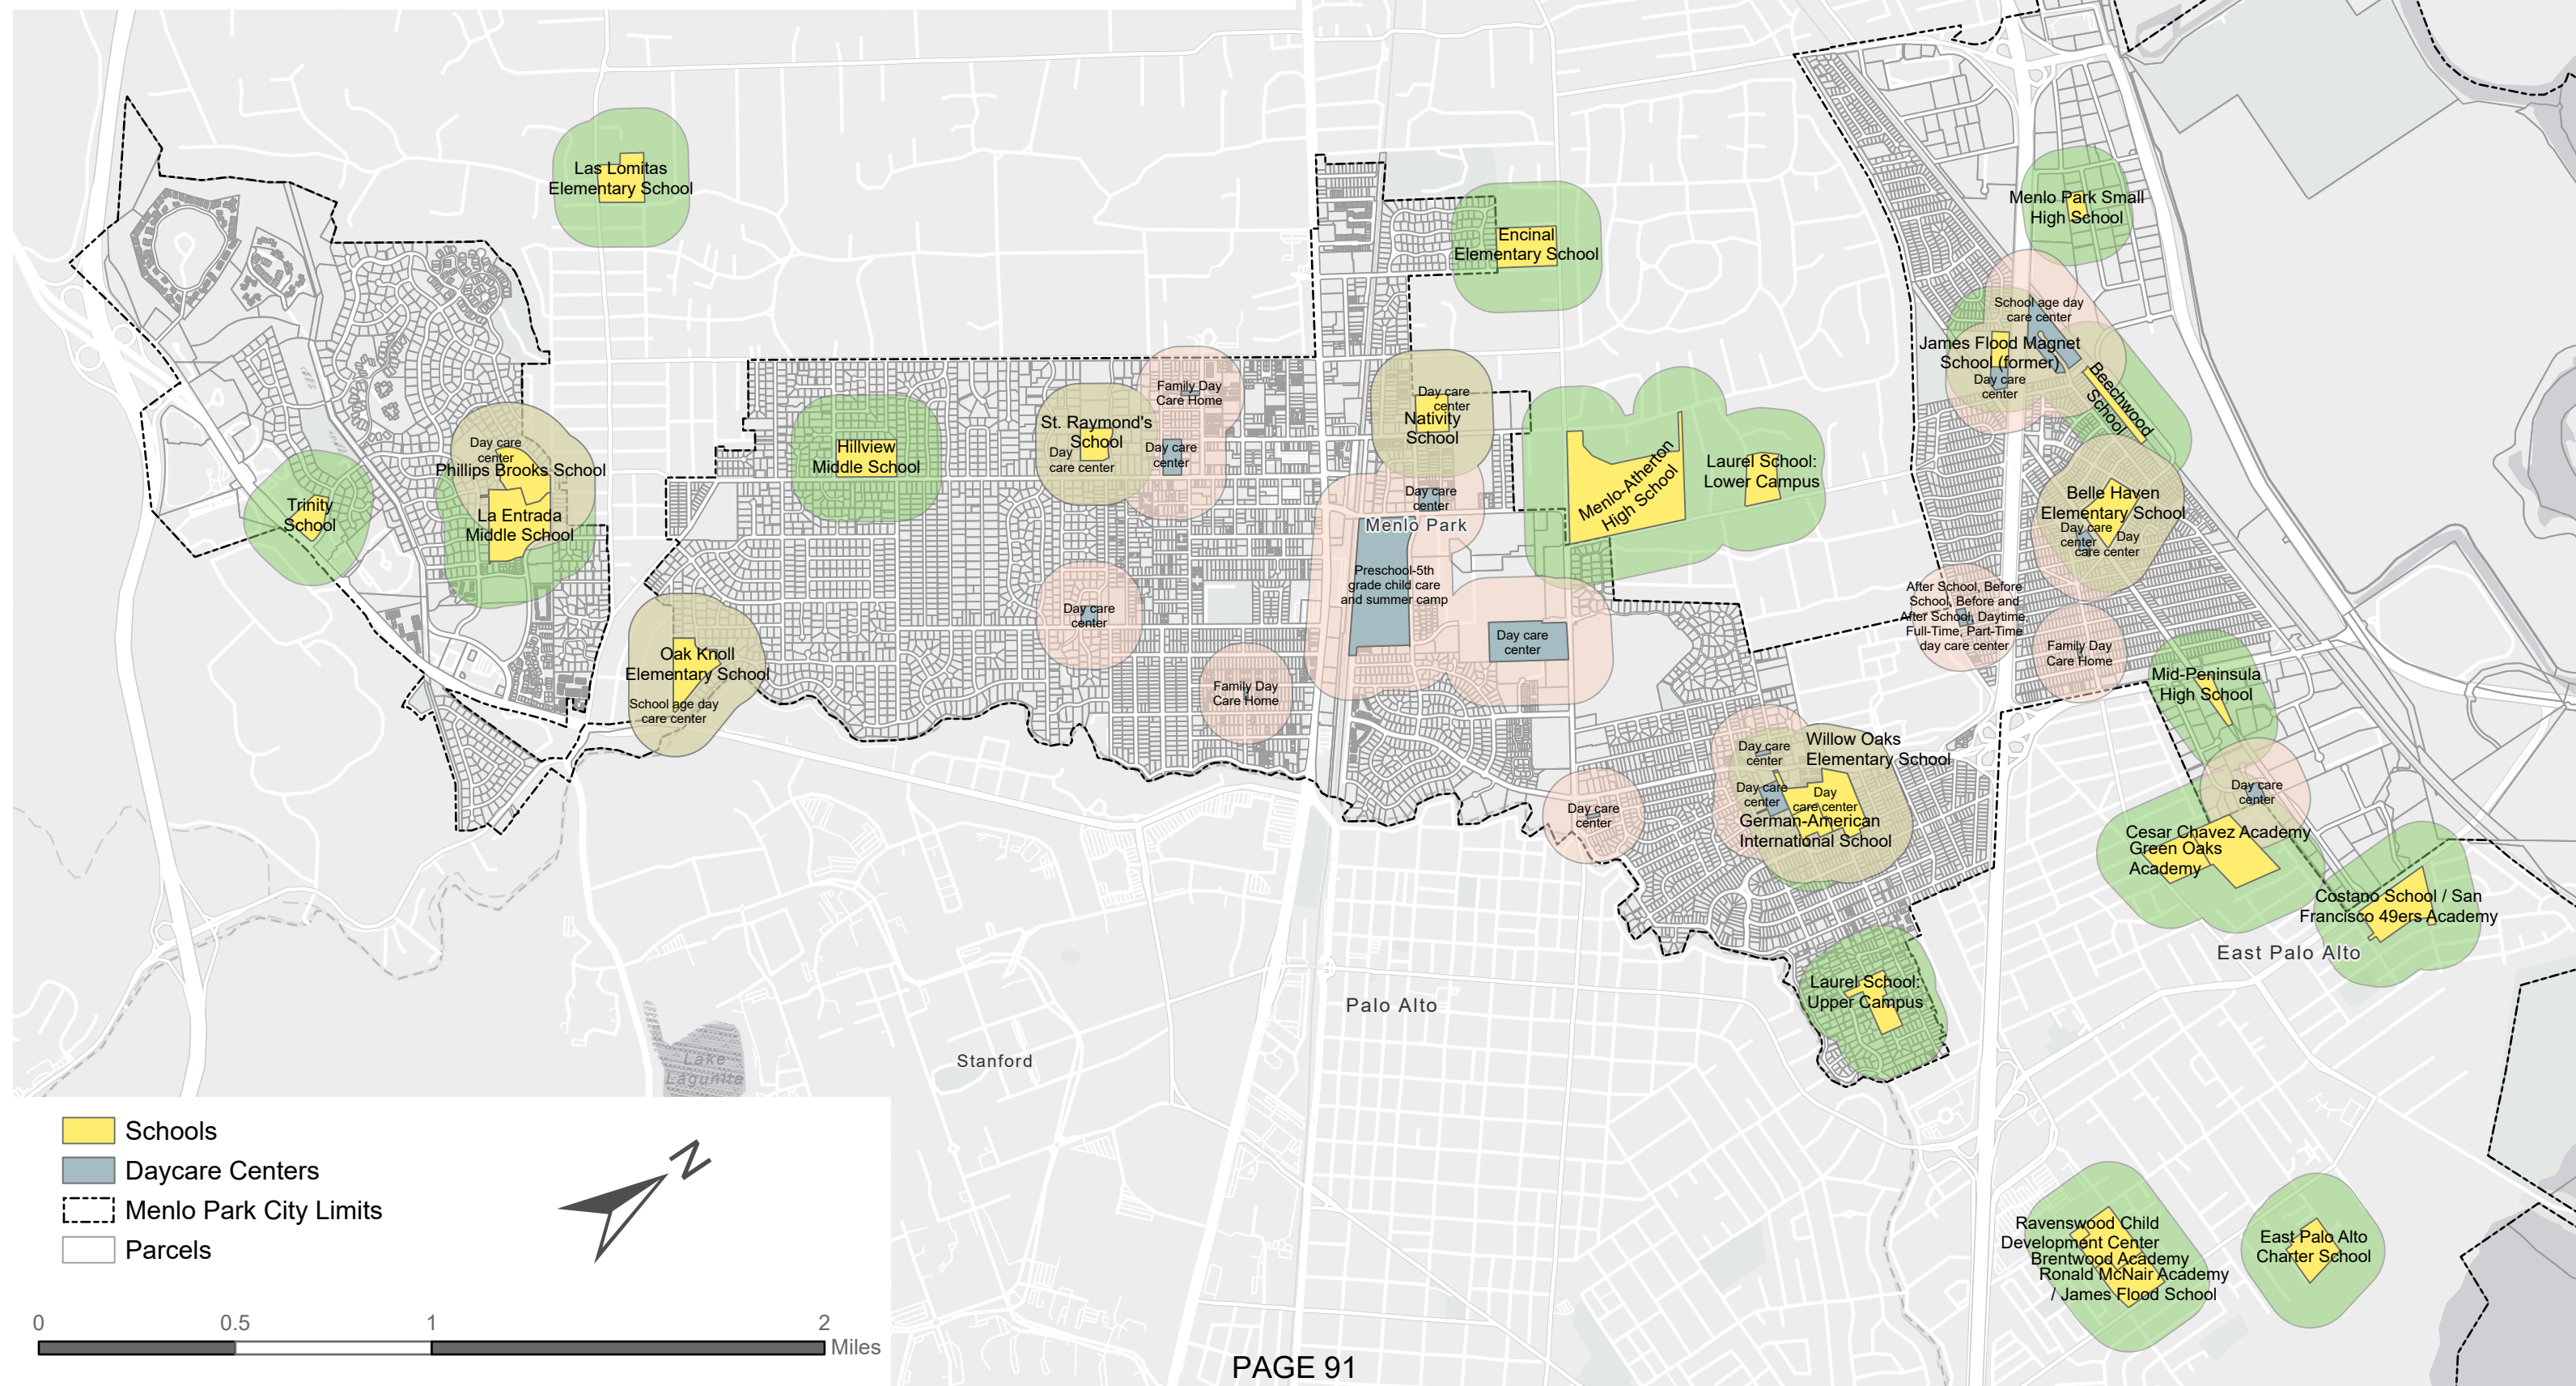 Las Lomitas
Elementary School
Menlo Park Small
High School
Encinal
Elementary School
School age day
care center
James Flood Magnet
School (former)
Day care
center
Beechwood
School
Family Day
Care Home
Day care
center
Nativity
School
St. Raymond's
School
Day
care center
Day care
center
Hillview
Middle School
Day care
center
Phillips Brooks School
La Entrada
Middle School
Trinity
School
Menlo-Atherton
High School
Laurel School:
Lower Campus
Day care
center
Menlo Park
Belle Haven
Elementary School
Day care
center
Day
care center
Preschool-5th
grade child care
and summer camp
Day care
center
Day care
center
After School, Before
School, Before and
After School, Daytime,
Full-Time, Part-Time
day care center
Family Day
Care Home
Oak Knoll
Elementary School
School age day
care center
Family Day
Care Home
Mid-Peninsula
High School
Willow Oaks
Elementary School
Day care
center
Day care
center
Day
care center
German-American
International School
Day care
center
Day care
center
Cesar Chavez Academy
Green Oaks
Academy
Costano School / San
Francisco 49ers Academy
East Palo Alto
Laurel School:
Upper Campus
Palo Alto
Stanford
Lake
Lagunita
Ravenswood Child
Development Center
Brentwood Academy
Ronald McNair Academy
/ James Flood School
East Palo Alto
Charter School
Schools
Daycare Centers
Menlo Park City Limits
Parcels
N
0 0.5 1 2
Miles
PAGE 91